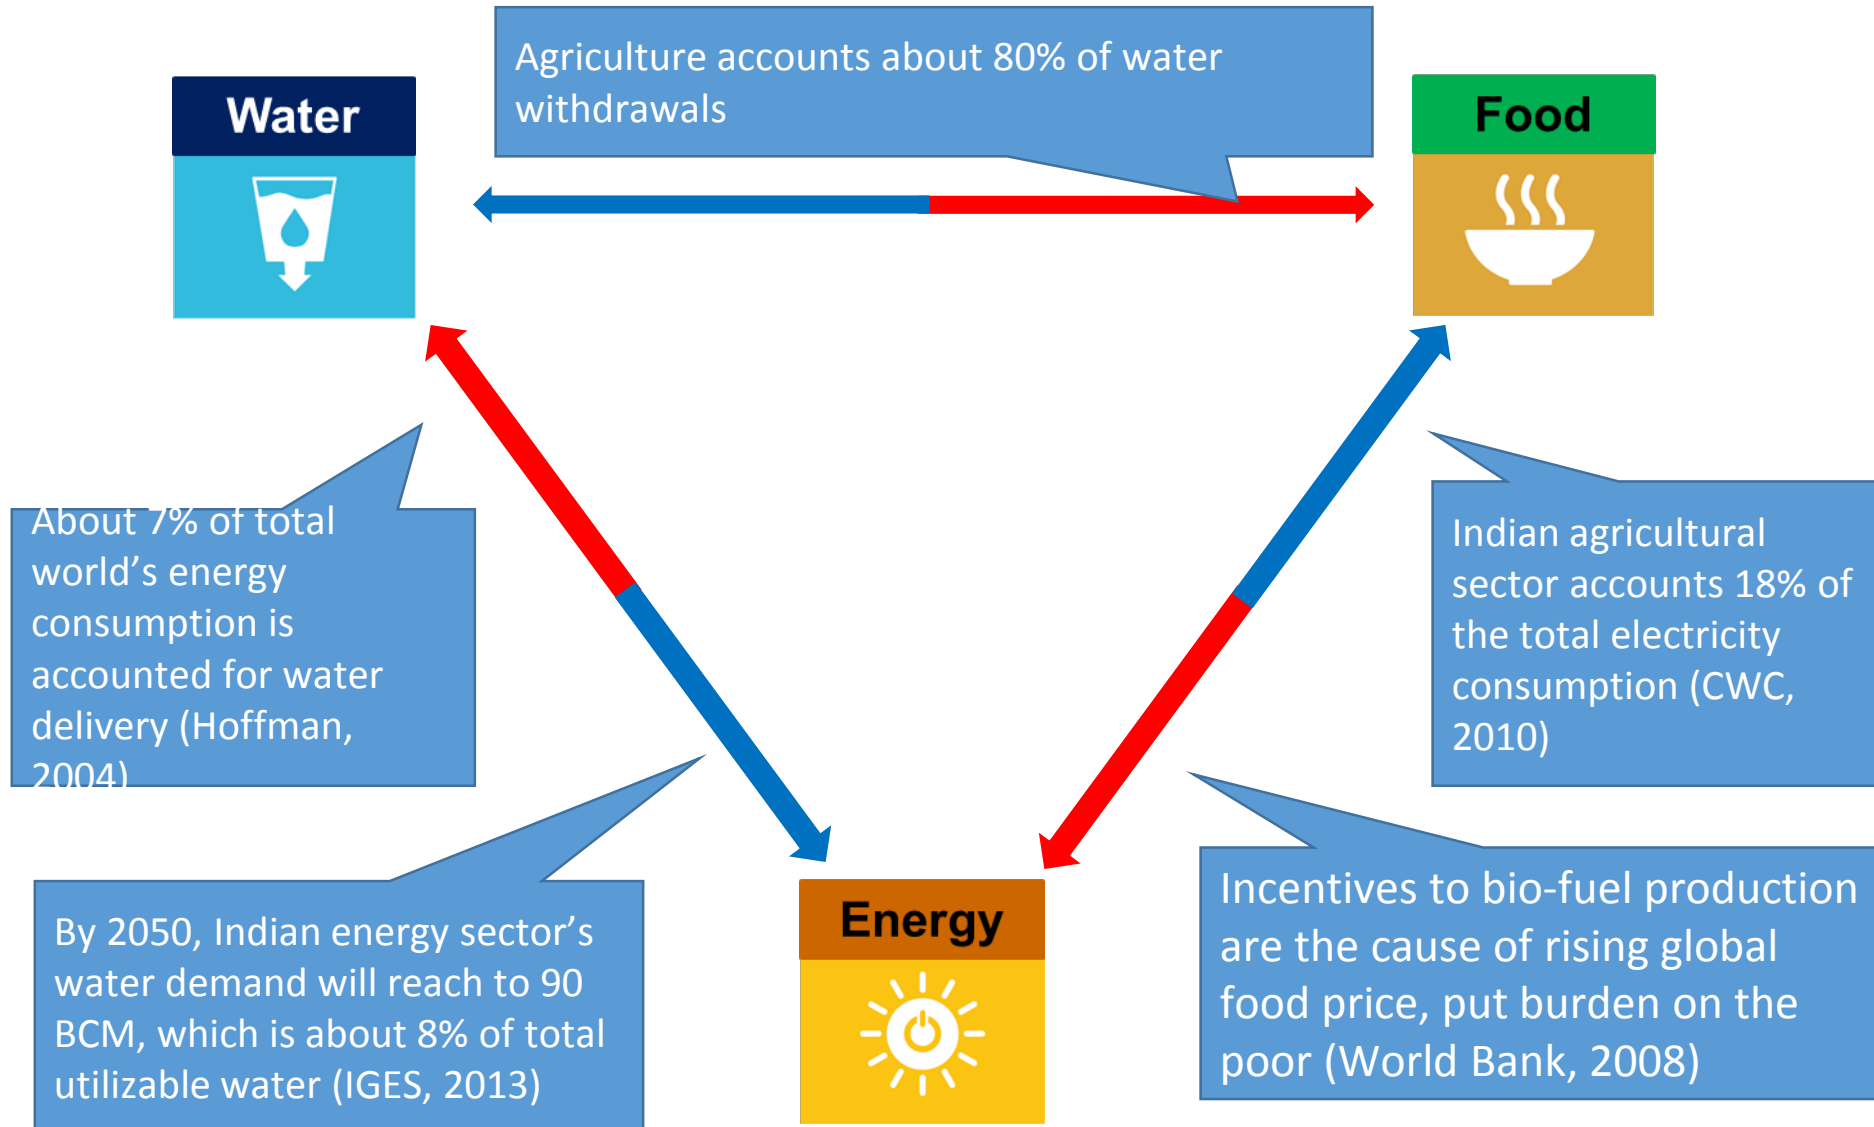 Agriculture accounts about 80% of water
withdrawals
Water
Food
About 7% of total
world’s energy
consumption is
accounted for water
delivery (Hoffman,
2004)
Indian agricultural
sector accounts 18% of
the total electricity
consumption (CWC,
2010)
By 2050, Indian energy sector’s
water demand will reach to 90
BCM, which is about 8% of total
utilizable water (IGES, 2013)
Energy
Incentives to bio-fuel production
are the cause of rising global
food price, put burden on the
poor (World Bank, 2008)